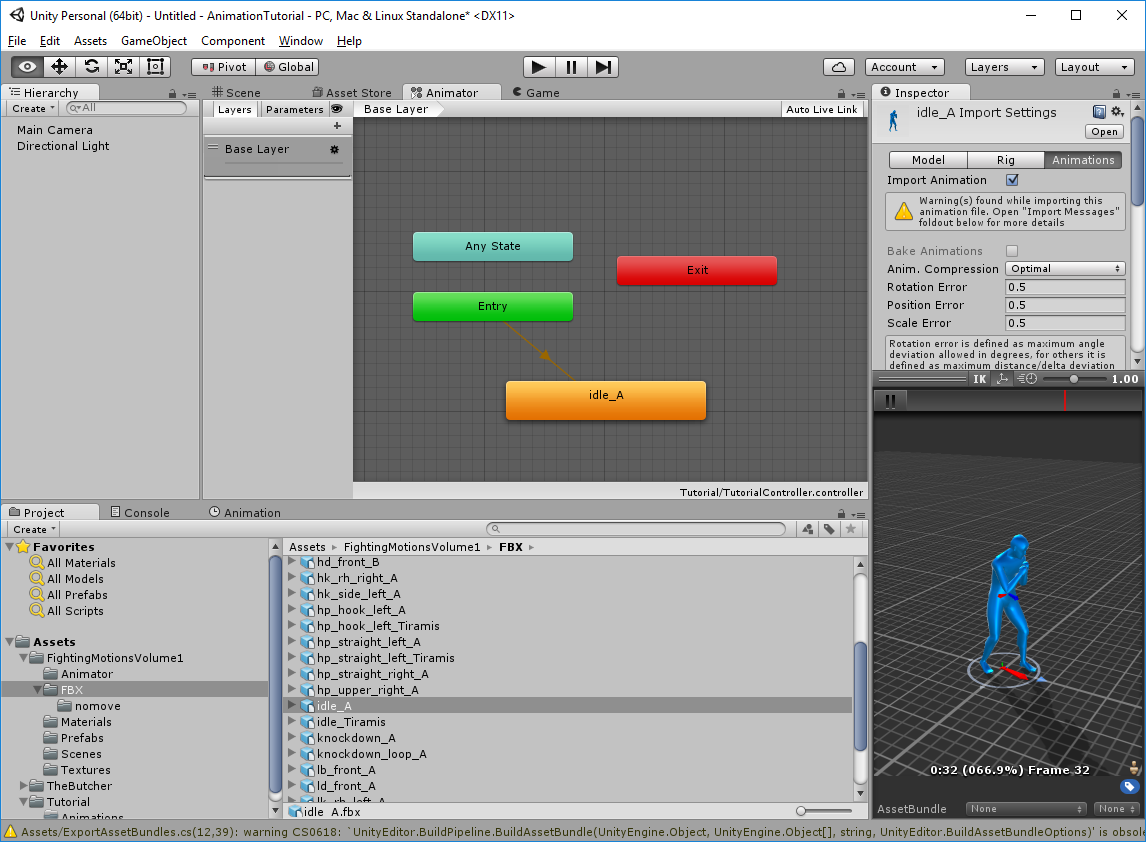 Unity Personal (64bit) - Untitled - AnimationTutorial - PC, Mac & Linux Standalone* <DX11>
File Edit Assets GameObject Component Window Help
Pivot Global Account Layers Layout
Hierarchy
Create All
Main Camera
Directional Light
Scene Asset Store Animator Game
Layers Parameters Base Layer Auto Live Link
+
Base Layer
Any State
Exit
Entry
idle_A
Tutorial/TutorialController.controller
Inspector
idle_A Import Settings
Open
Model Rig Animations
Import Animation
Warning(s) found while importing this
animation file. Open "Import Messages"
foldout below for more details
Bake Animations
Anim. Compression Optimal
Rotation Error 0.5
Position Error 0.5
Scale Error 0.5
Rotation error is defined as maximum angle
deviation allowed in degrees, for others it is
defined as maximum distance/delta deviation
IK 1.00
0:32 (066.9%) Frame 32
AssetBundle None None
Project Console Animation
Create
Favorites
All Materials
All Models
All Prefabs
All Scripts
Assets
FightingMotionsVolume1
Animator
FBX
nomove
Materials
Prefabs
Scenes
Textures
TheButcher
Tutorial
Animations
Assets FightingMotionsVolume1 FBX
hd_front_B
hk_rh_right_A
hk_side_left_A
hp_hook_left_A
hp_hook_left_Tiramis
hp_straight_left_A
hp_straight_left_Tiramis
hp_straight_right_A
hp_upper_right_A
idle_A
idle_Tiramis
knockdown_A
knockdown_loop_A
lb_front_A
ld_front_A
lk_rh_left_A
idle_A.fbx
Assets/ExportAssetBundles.cs(12,39): warning CS0618: `UnityEditor.BuildPipeline.BuildAssetBundle(UnityEngine.Object, UnityEngine.Object[], string, UnityEditor.BuildAssetBundleOptions)' is obsole